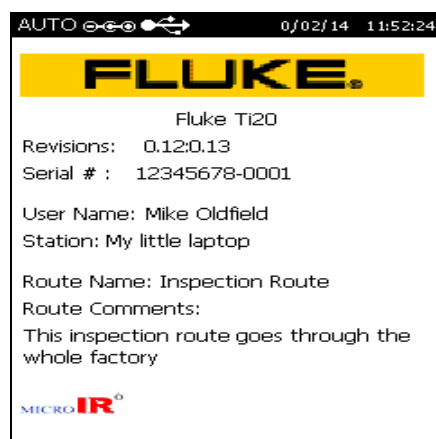 AUTO 0/02/14 11:52:24
FLUKE®
Fluke Ti20
Revisions: 0.12:0.13
Serial # : 12345678-0001
User Name: Mike Oldfield
Station: My little laptop
Route Name: Inspection Route
Route Comments:
This inspection route goes through the
whole factory
MICRO IR